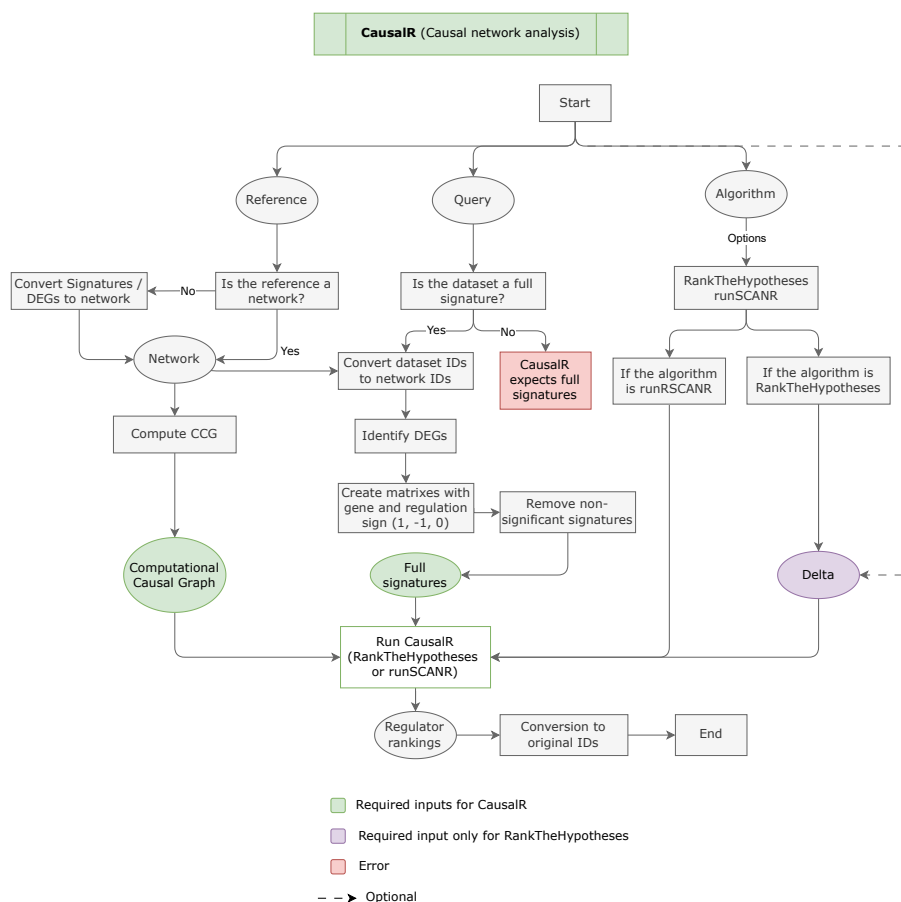 CausalR (Causal network analysis)
Start
Reference
Query
Algorithm
Options
Convert Signatures /
DEGs to network
No
Is the reference a
network?
Is the dataset a full
signature?
RankTheHypotheses
runSCANR
Yes
No
Network
Yes
Convert dataset IDs
to network IDs
CausalR
expects full
signatures
If the algorithm
is runRSCANR
If the algorithm is
RankTheHypotheses
Compute CCG
Identify DEGs
Create matrixes with
gene and regulation
sign (1, -1, 0)
Remove non-
significant signatures
Computational
Causal Graph
Full
signatures
Delta
Run CausalR
(RankTheHypotheses
or runSCANR)
Regulator
rankings
Conversion to
original IDs
End
Required inputs for CausalR
Required input only for RankTheHypotheses
Error
Optional